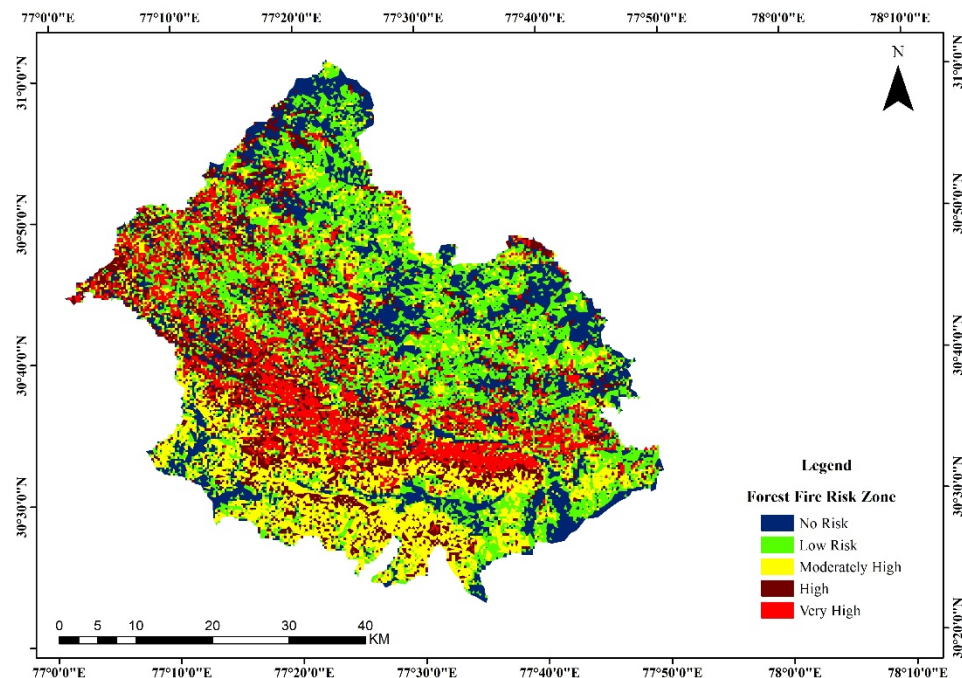 77°0'0"E 77°10'0"E 77°20'0"E 77°30'0"E 77°40'0"E 77°50'0"E 78°0'0"E 78°10'0"E
N
31°0'0"N 31°0'0"N
30°50'0"N 30°50'0"N
30°40'0"N 30°40'0"N
30°30'0"N 30°30'0"N
30°20'0"N
Legend
Forest Fire Risk Zone
No Risk
Low Risk
Moderately High
High
Very High
0 5 10 20 30 40
KM
77°0'0"E 77°10'0"E 77°20'0"E 77°30'0"E 77°40'0"E 77°50'0"E 78°0'0"E 78°10'0"E